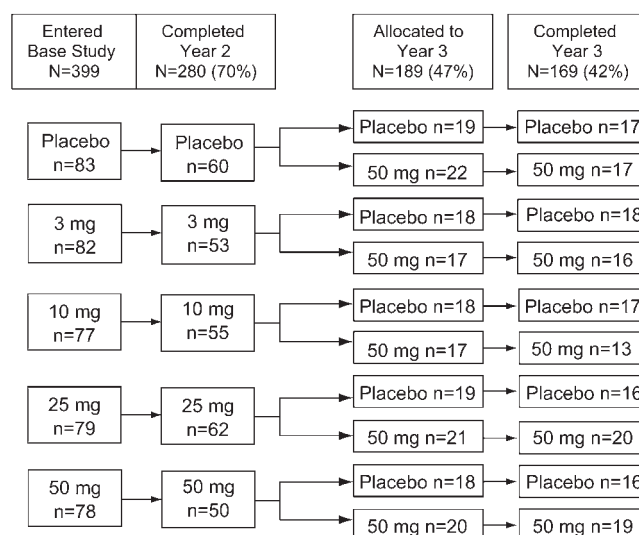 Entered
Base Study
N=399
Completed
Year 2
N=280 (70%)
Allocated to
Year 3
N=189 (47%)
Completed
Year 3
N=169 (42%)
Placebo
n=83
Placebo
n=60
Placebo n=19
Placebo n=17
50 mg n=22
50 mg n=17
3 mg
n=82
3 mg
n=53
Placebo n=18
Placebo n=18
50 mg n=17
50 mg n=16
10 mg
n=77
10 mg
n=55
Placebo n=18
Placebo n=17
50 mg n=17
50 mg n=13
25 mg
n=79
25 mg
n=62
Placebo n=19
Placebo n=16
50 mg n=21
50 mg n=20
50 mg
n=78
50 mg
n=50
Placebo n=18
Placebo n=16
50 mg n=20
50 mg n=19